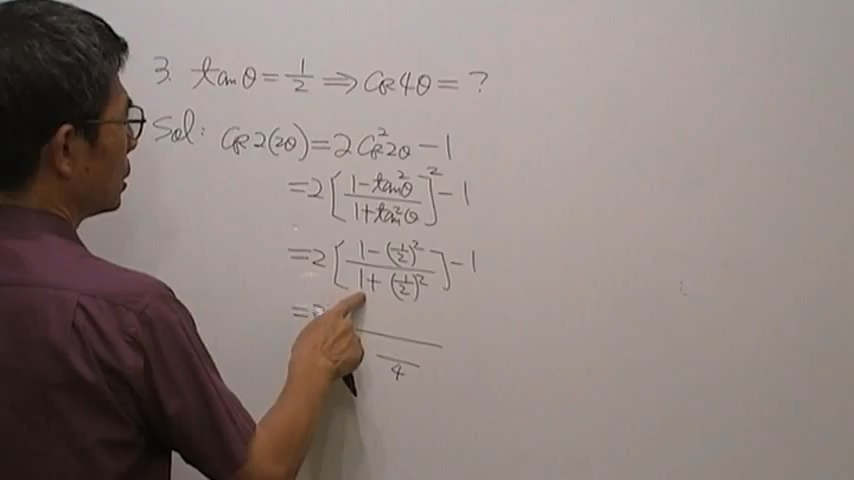 3. tanθ = 1/2 ⇒ cos4θ = ?
Sol: cos2(2θ) = 2cos²2θ − 1
= 2[(1 − tan²θ)/(1 + tan²θ)]² − 1
= 2[(1 − (1/2)²)/(1 + (1/2)²)] − 1
= 2
4